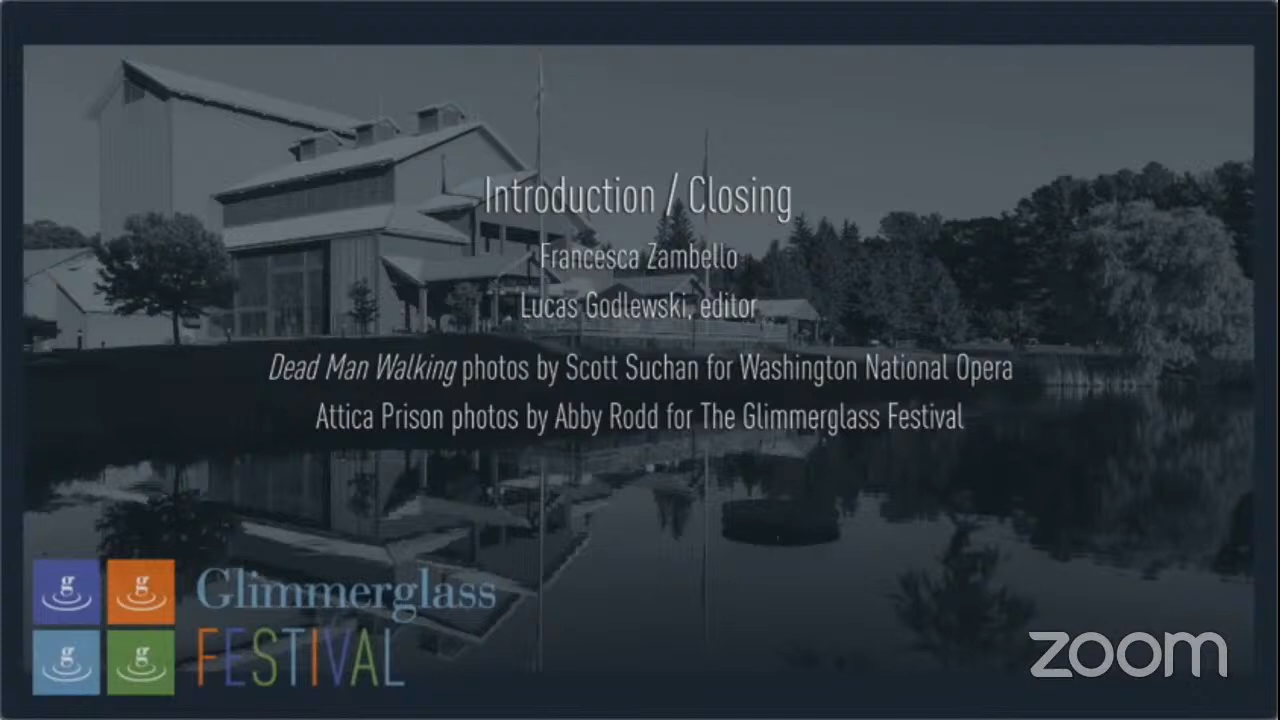 Introduction / Closing
Francesca Zambello
Lucas Godlewski, editor
Dead Man Walking photos by Scott Suchan for Washington National Opera
Attica Prison photos by Abby Rodd for The Glimmerglass Festival
g g
g g
Glimmerglass
FESTIVAL
zoom